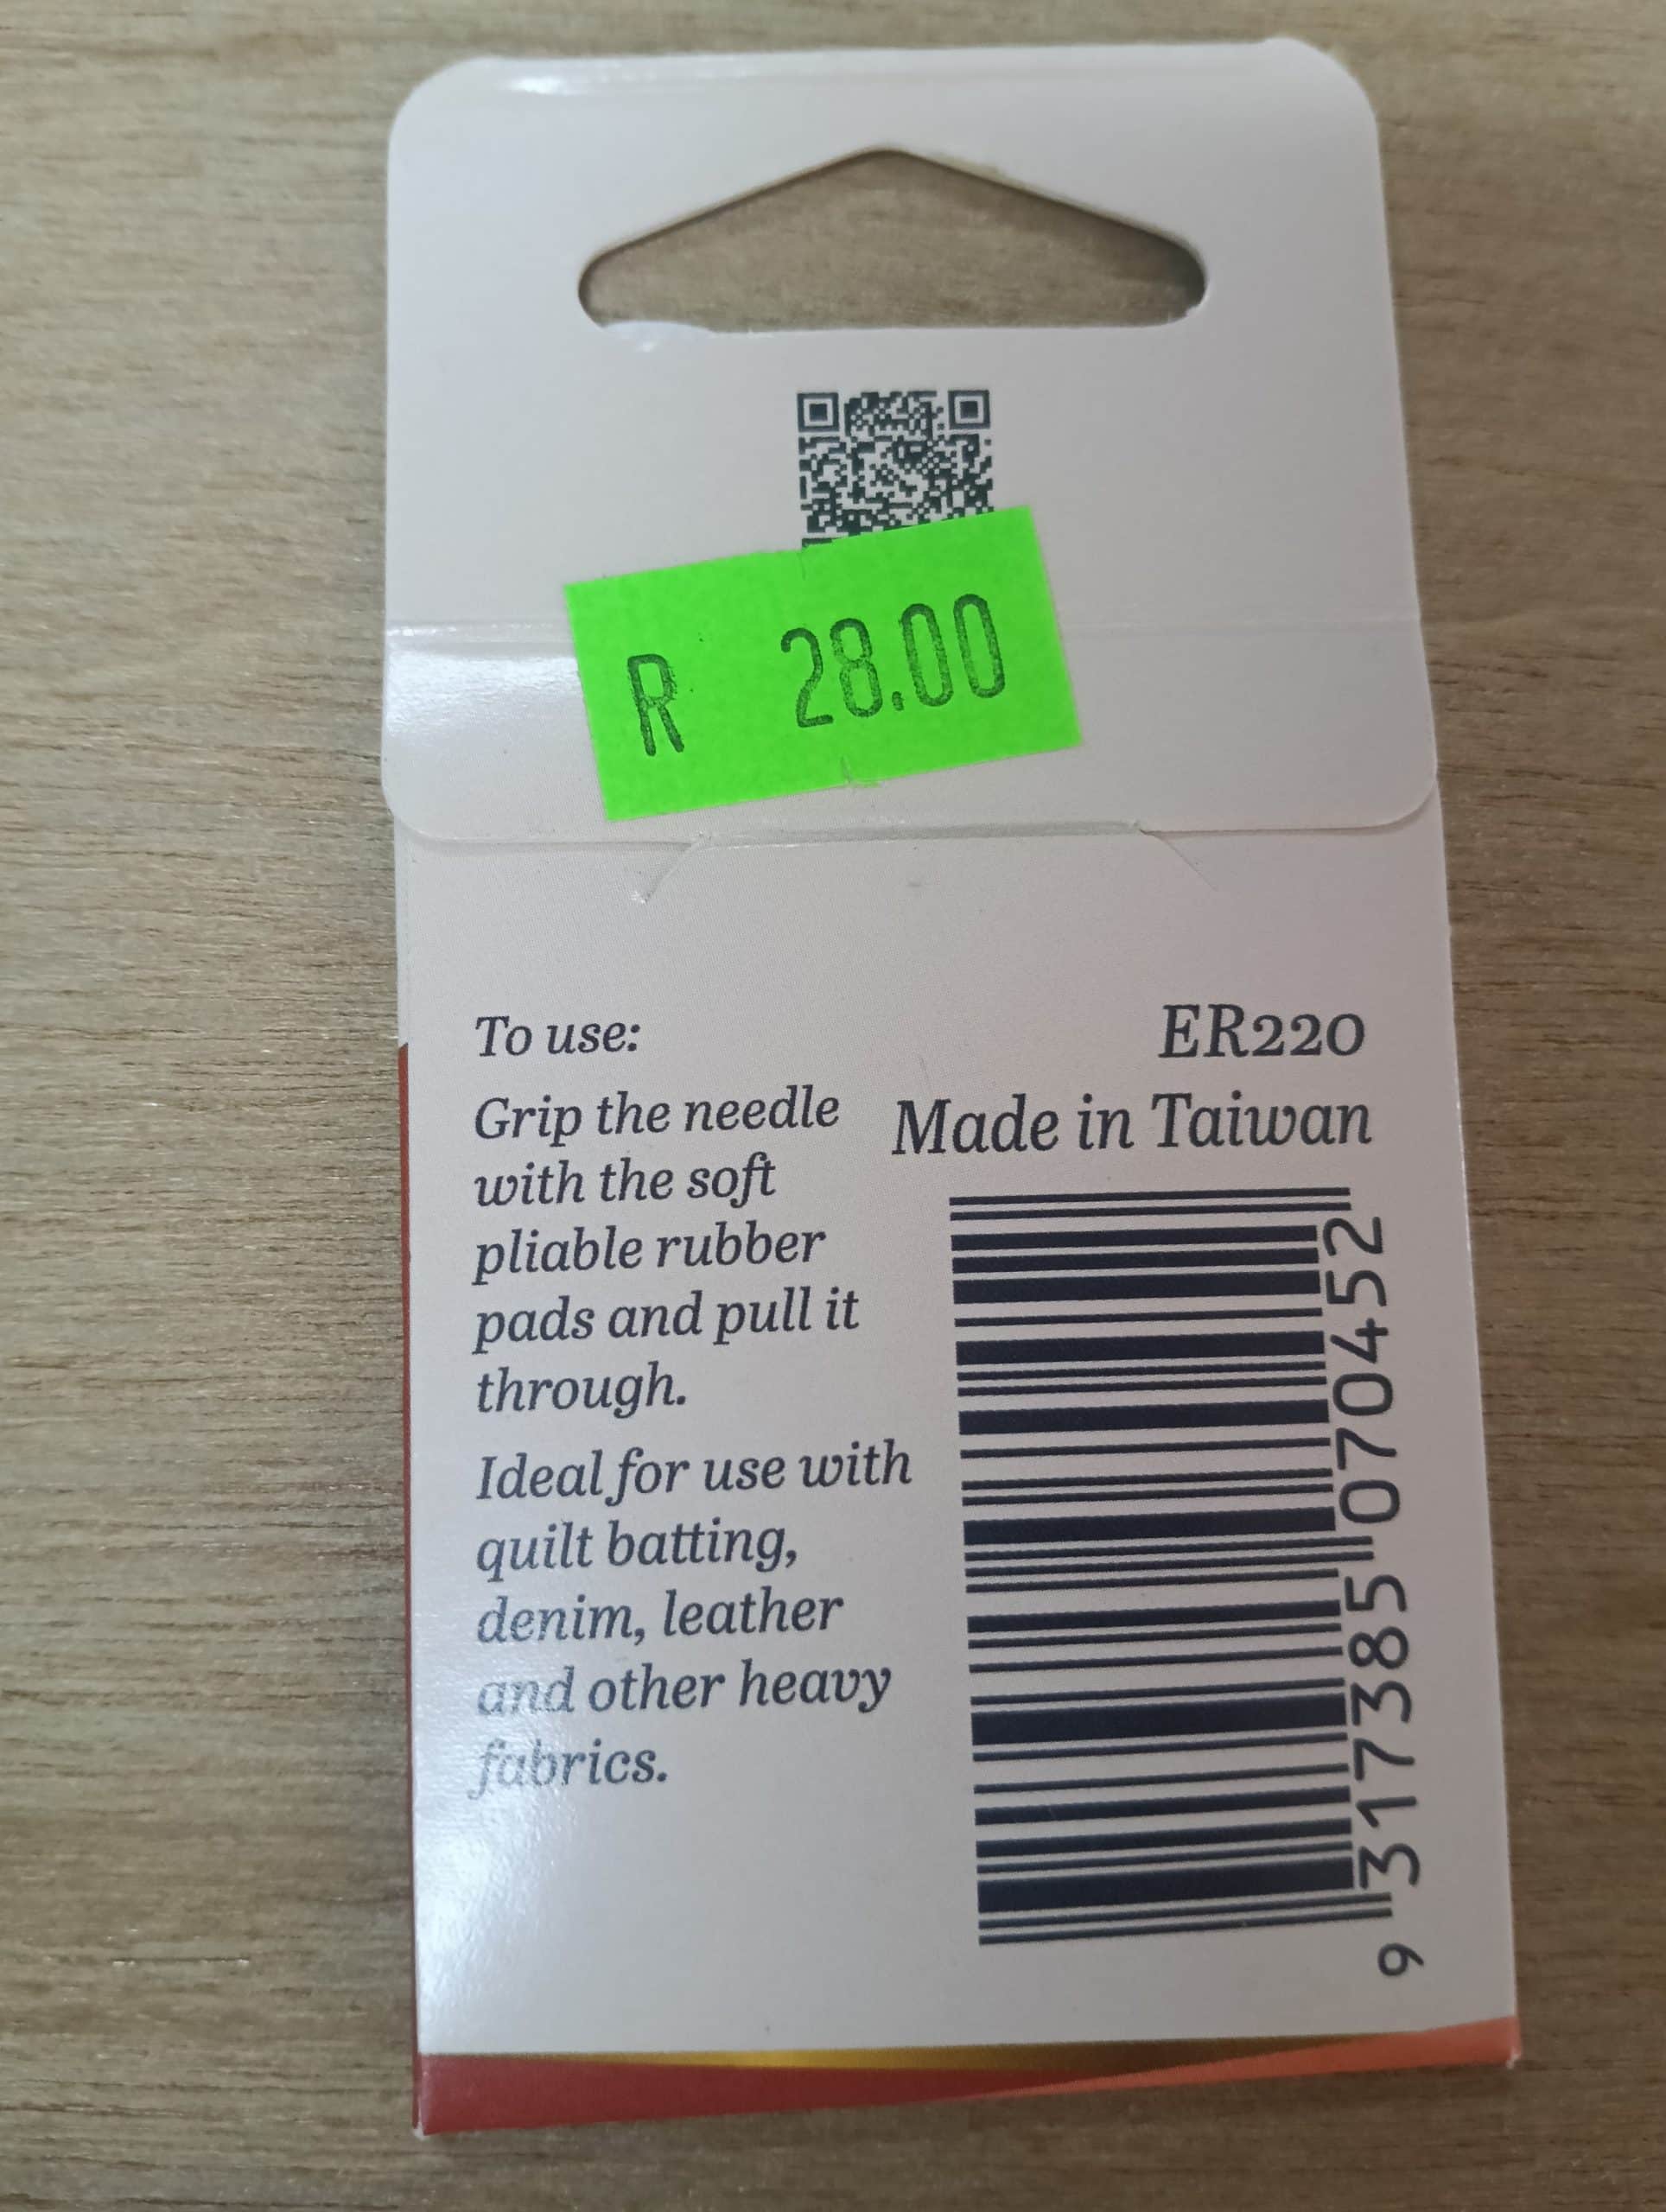 R 28.00
To use:
Grip the needle
with the soft
pliable rubber
pads and pull it
through.
Ideal for use with
quilt batting,
denim, leather
and other heavy
fabrics.
ER220
Made in Taiwan
9 317385 070452